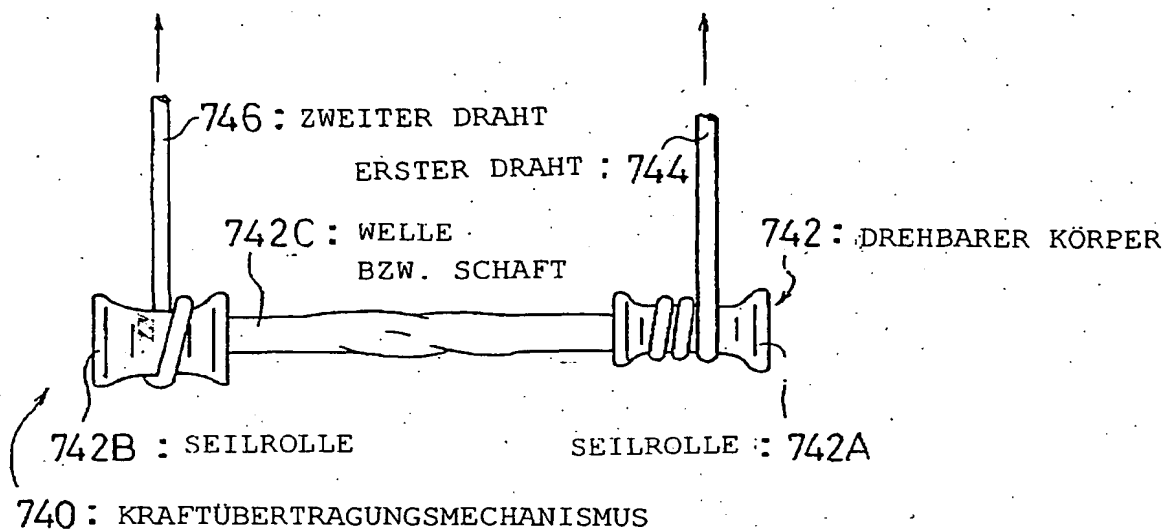 746 : ZWEITER DRAHT
ERSTER DRAHT : 744
742C : WELLE
BZW. SCHAFT
742 : DREHBARER KÖRPER
742B : SEILROLLE
SEILROLLE : 742A
740 : KRAFTÜBERTRAGUNGSMECHANISMUS